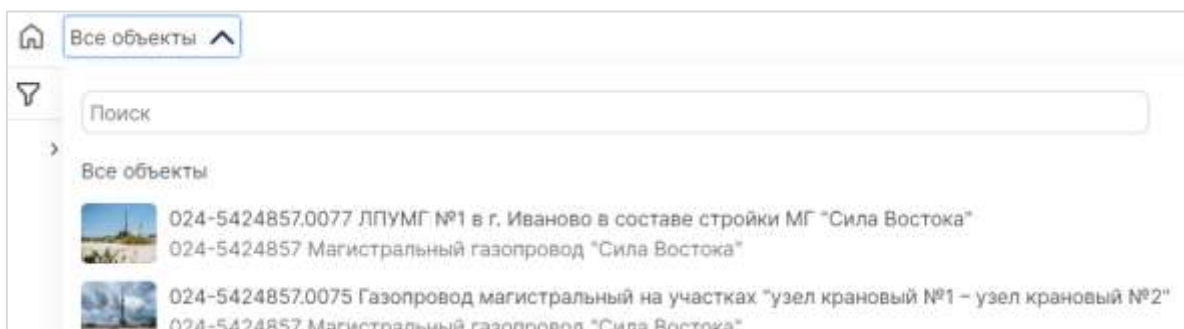 Все объекты
Поиск
Все объекты
024-5424857.0077 ЛПУМГ №1 в г. Иваново в составе стройки МГ "Сила Востока"
024-5424857 Магистральный газопровод "Сила Востока"
024-5424857.0075 Газопровод магистральный на участках "узел крановый №1 – узел крановый №2"
024-5424857 Магистральный газопровод "Сила Востока"